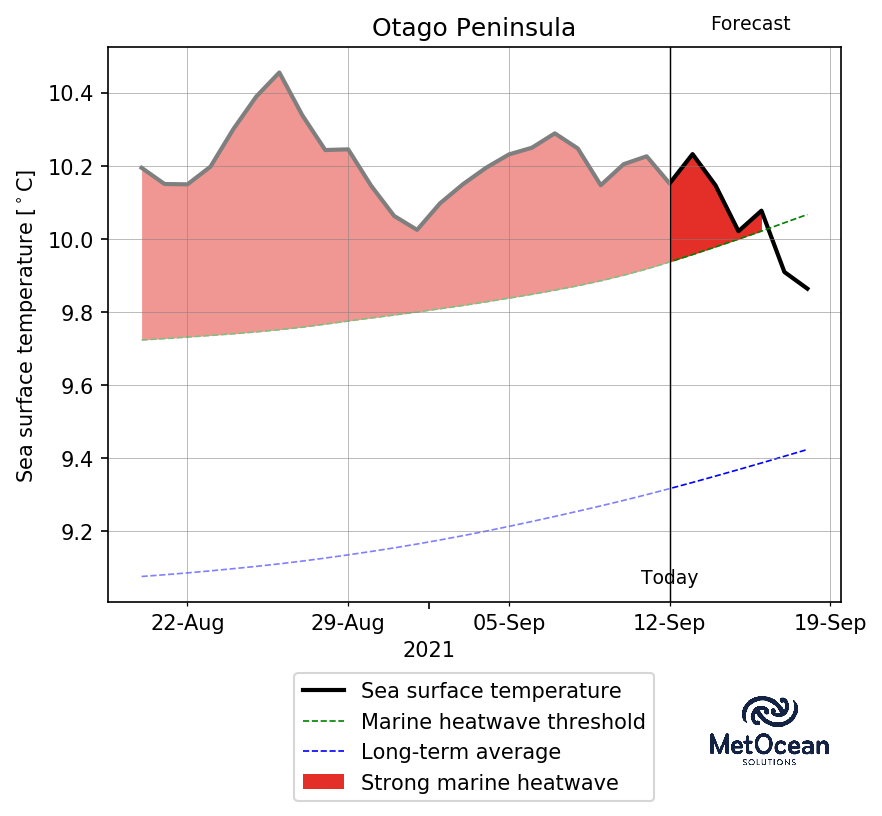 Otago Peninsula
Forecast
Sea surface temperature [°C]
10.4
10.2
10.0
9.8
9.6
9.4
9.2
Today
22-Aug
29-Aug
05-Sep
12-Sep
19-Sep
2021
Sea surface temperature
Marine heatwave threshold
Long-term average
Strong marine heatwave
MetOcean
SOLUTIONS